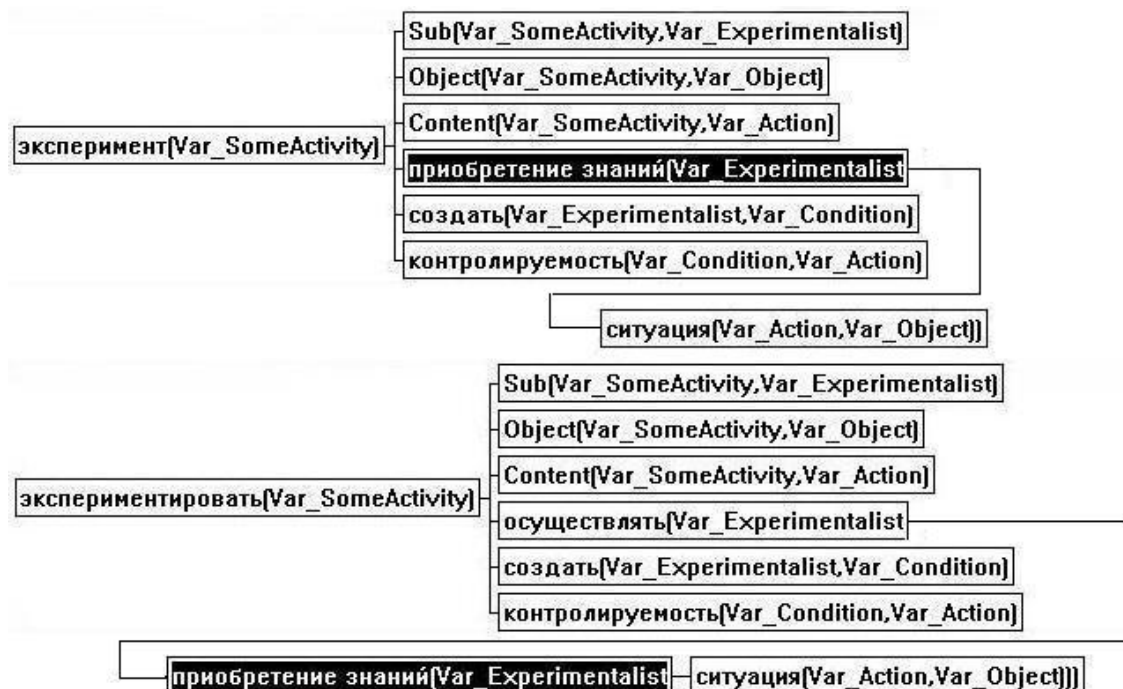 Sub(Var_SomeActivity,Var_Experimentalist)
Object(Var_SomeActivity,Var_Object)
Content(Var_SomeActivity,Var_Action)
эксперимент(Var_SomeActivity)
приобретение знаний(Var_Experimentalist
создать(Var_Experimentalist,Var_Condition)
контролируемость(Var_Condition,Var_Action)
ситуация(Var_Action,Var_Object))
Sub(Var_SomeActivity,Var_Experimentalist)
Object(Var_SomeActivity,Var_Object)
Content(Var_SomeActivity,Var_Action)
экспериментировать(Var_SomeActivity)
осуществлять(Var_Experimentalist
создать(Var_Experimentalist,Var_Condition)
контролируемость(Var_Condition,Var_Action)
приобретение знаний(Var_Experimentalist ситуация(Var_Action,Var_Object)))